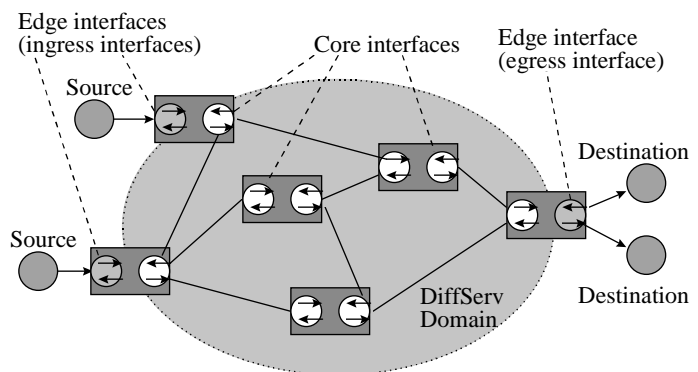 Edge interfaces
(ingress interfaces)
Core interfaces
Edge interface
(egress interface)
Source
Destination
Source
DiffServ
Domain
Destination